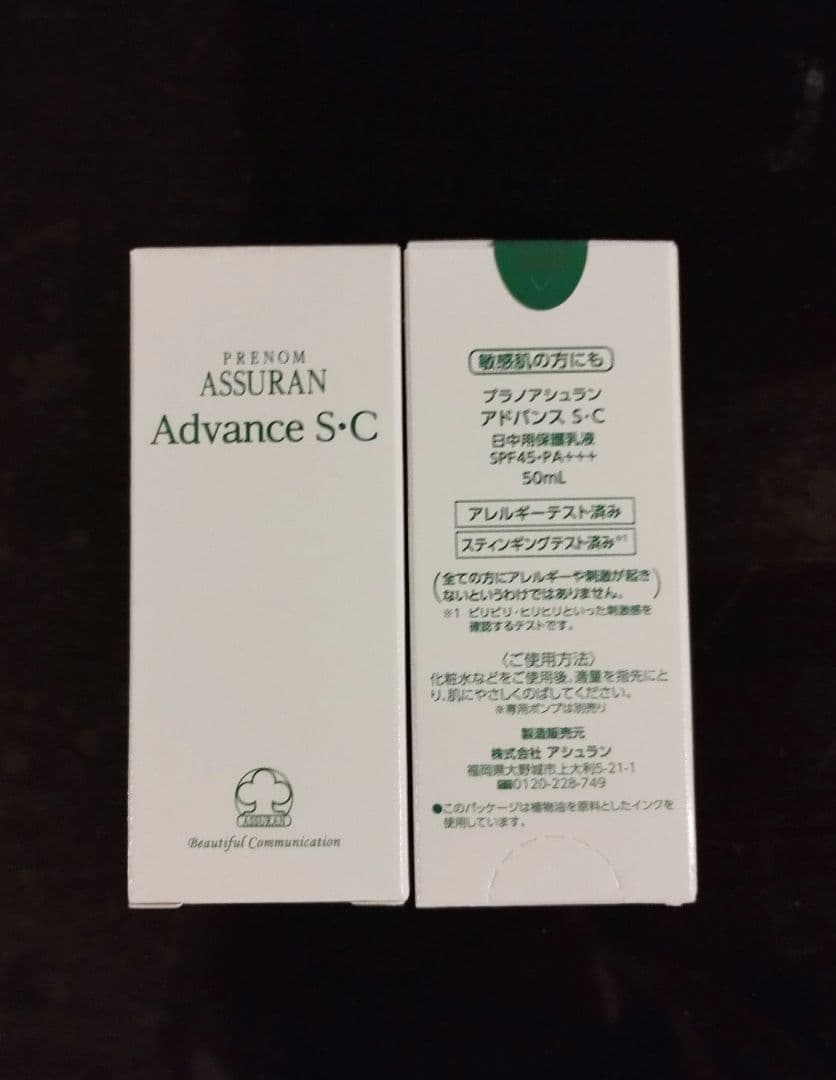 PRENOM
ASSURAN
Advance S・C
ASSURAN
Beautiful Communication
敏感肌の方にも
プラノアシュラン
アドバンス S・C
日中用保護乳液
SPF45・PA+++
50mL
アレルギーテスト済み
スティンギングテスト済み※1
(全ての方にアレルギーや刺激が起き
ないというわけではありません。)
※1 ピリピリ・ヒリヒリといった刺激感を
確認するテストです。
〈ご使用方法〉
化粧水などをご使用後、適量を指先にと
り、肌にやさしくのばしてください。
※専用ポンプは別売り
製造販売元
株式会社 アシュラン
福岡県大野城市上大利5-21-1
☎0120-228-749
●このパッケージは植物油を原料としたインクを
使用しています。